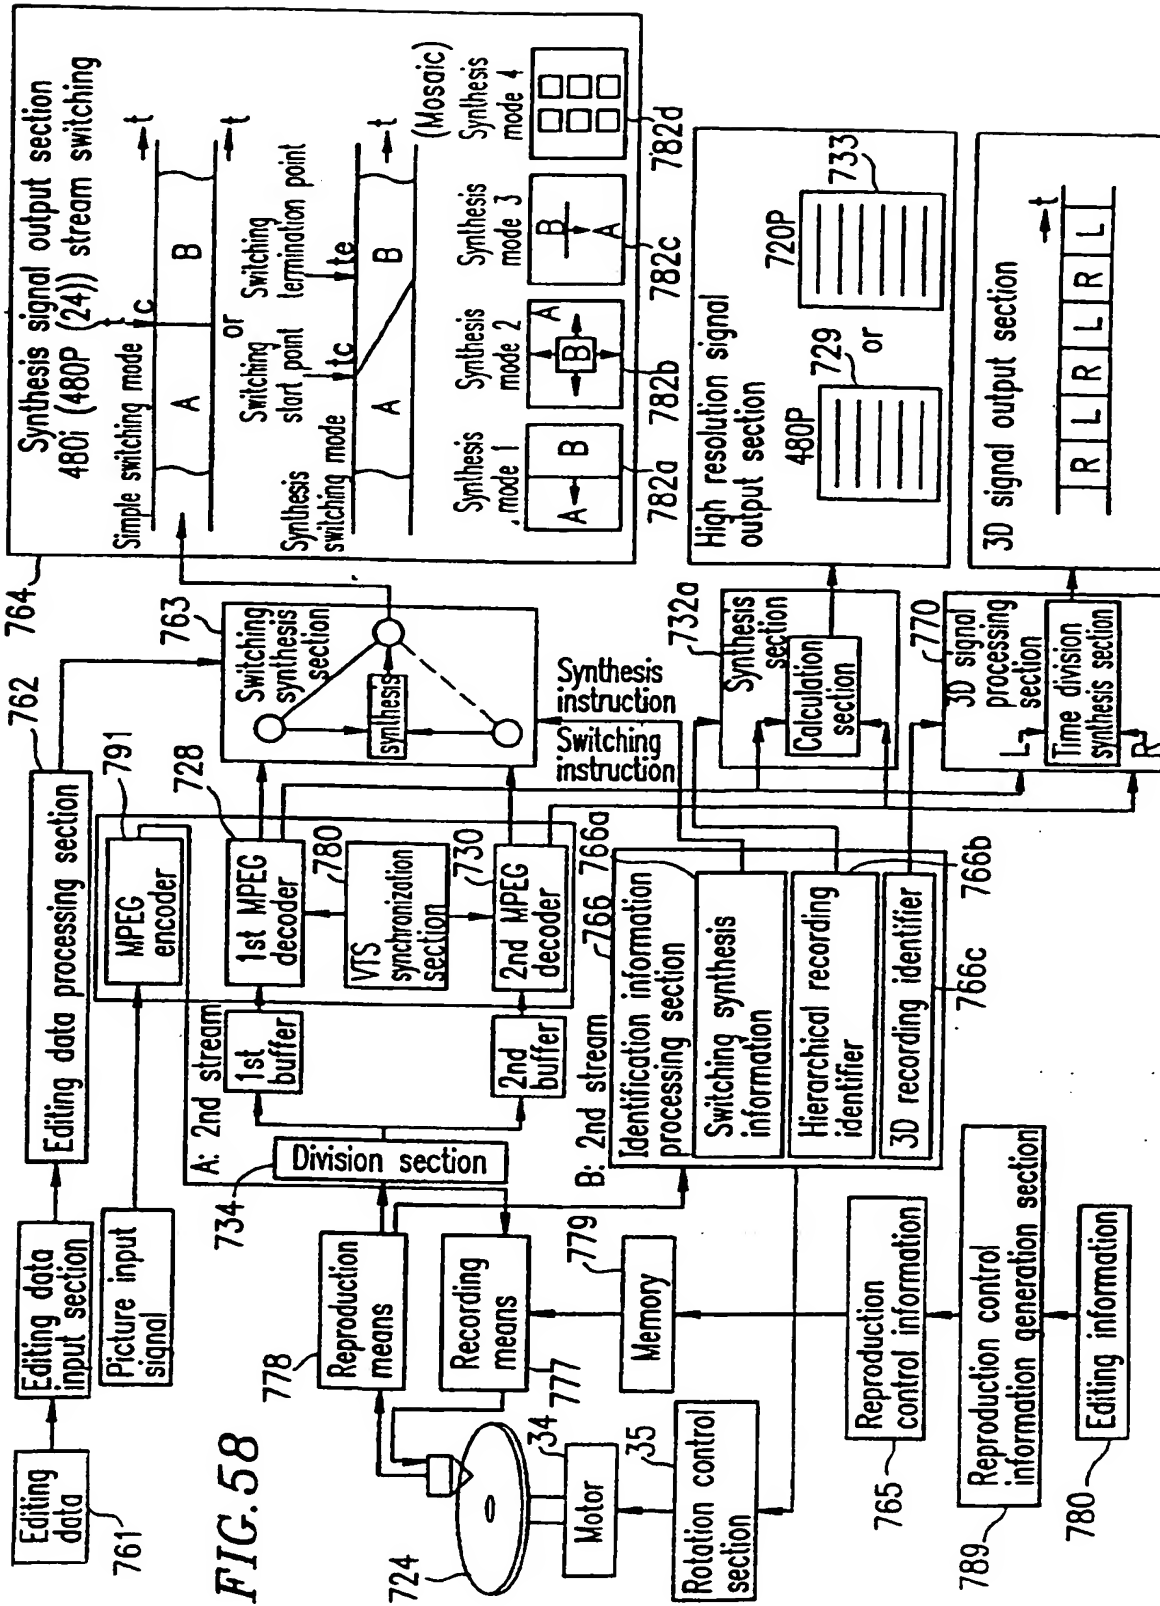 FIG. 58
Editing
data
761
Editing data
input section
Picture input
signal
Editing data processing section
762
MPEG
encoder
791
A: 2nd stream
1st
buffer
1st MPEG
decoder
728
VTS
synchronization
section
780
2nd
buffer
2nd MPEG
decoder
730
Division section
734
Reproduction
means
778
Recording
means
777
724
Motor
34
Rotation control
section
35
Memory
779
Reproduction
control information
765
Reproduction control
information generation section
789
Editing information
780
B: 2nd stream
766
Identification information
processing section
Switching synthesis
information
766a
Hierarchical recording
identifier
766b
3D recording identifier
766c
Switching
synthesis
section
763
synthesis
Synthesis
instruction
Switching
instruction
Synthesis
section
732a
Calculation
section
3D signal
processing
section
770
L
Time division
synthesis section
R
764
Synthesis signal output section
480i (480P (24)) stream switching
Simple switching mode
t c
t
A
B
t
or
Synthesis
switching mode
Switching
start point
Switching
termination point
tc
te
A
B
t
Synthesis
mode 1
A
B
782a
Synthesis
mode 2
A
B
782b
Synthesis
mode 3
B
A
782c
(Mosaic)
Synthesis
mode 4
782d
High resolution signal
output section
480P
729
or
720P
733
3D signal output section
t
R L R L R L